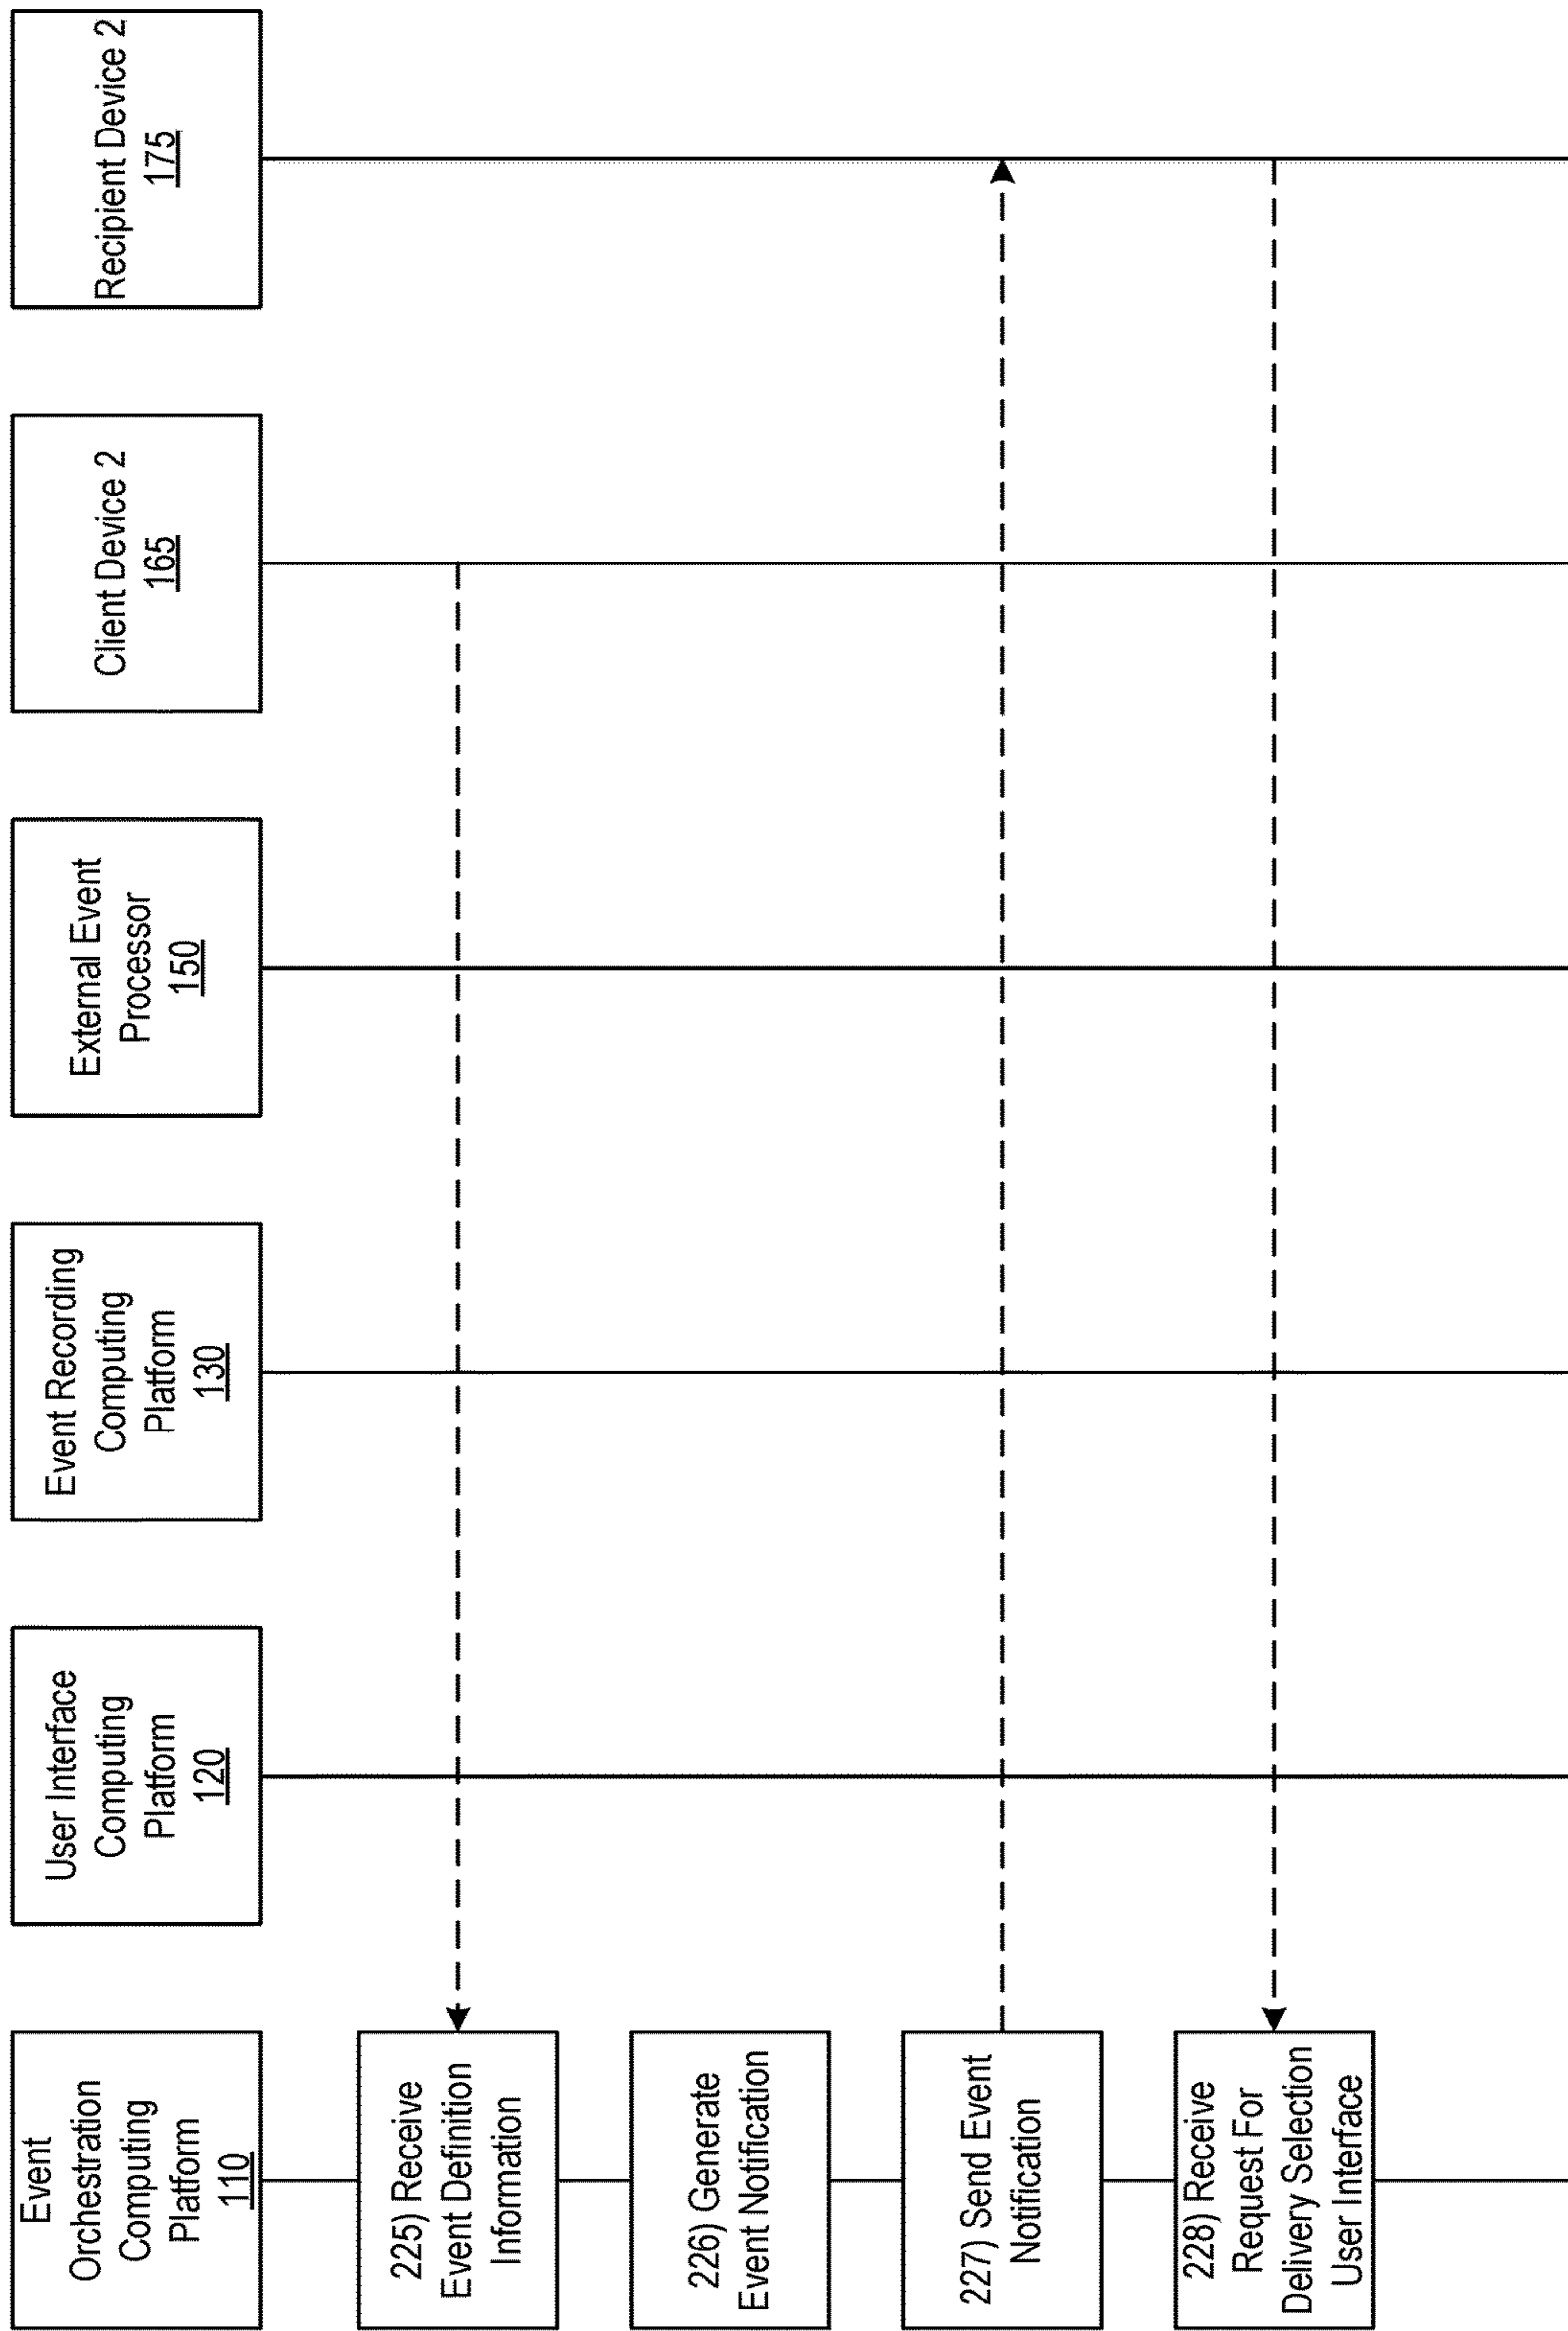 Event
Orchestration
Computing
Platform
110
User Interface
Computing
Platform
120
Event Recording
Computing
Platform
130
External Event
Processor
150
Client Device 2
165
Recipient Device 2
175
225) Receive
Event Definition
Information
226) Generate
Event Notification
227) Send Event
Notification
228) Receive
Request For
Delivery Selection
User Interface